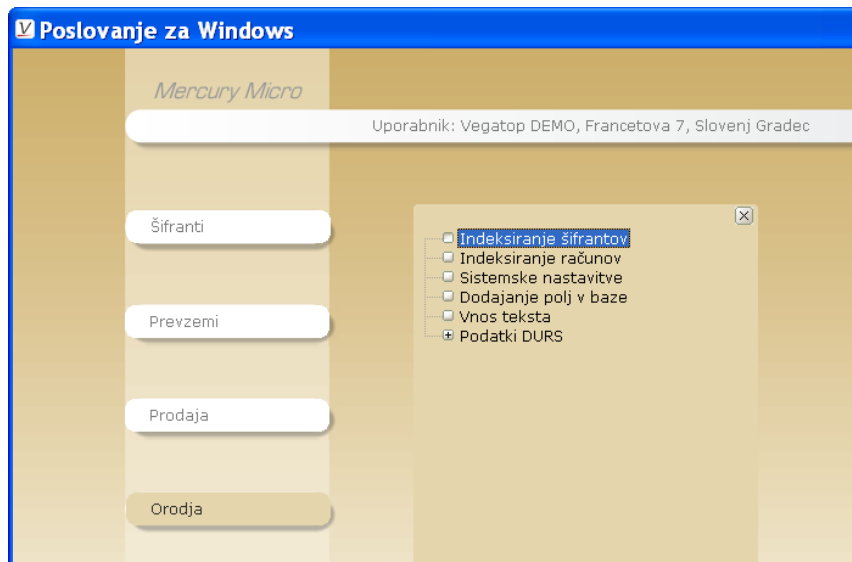 Poslovanje za Windows
Mercury Micro
Uporabnik: Vegatop DEMO, Francetova 7, Slovenj Gradec
Šifranti
Prevzemi
Prodaja
Orodja
Indeksiranje šifrantov
Indeksiranje računov
Sistemske nastavitve
Dodajanje polj v baze
Vnos teksta
Podatki DURS